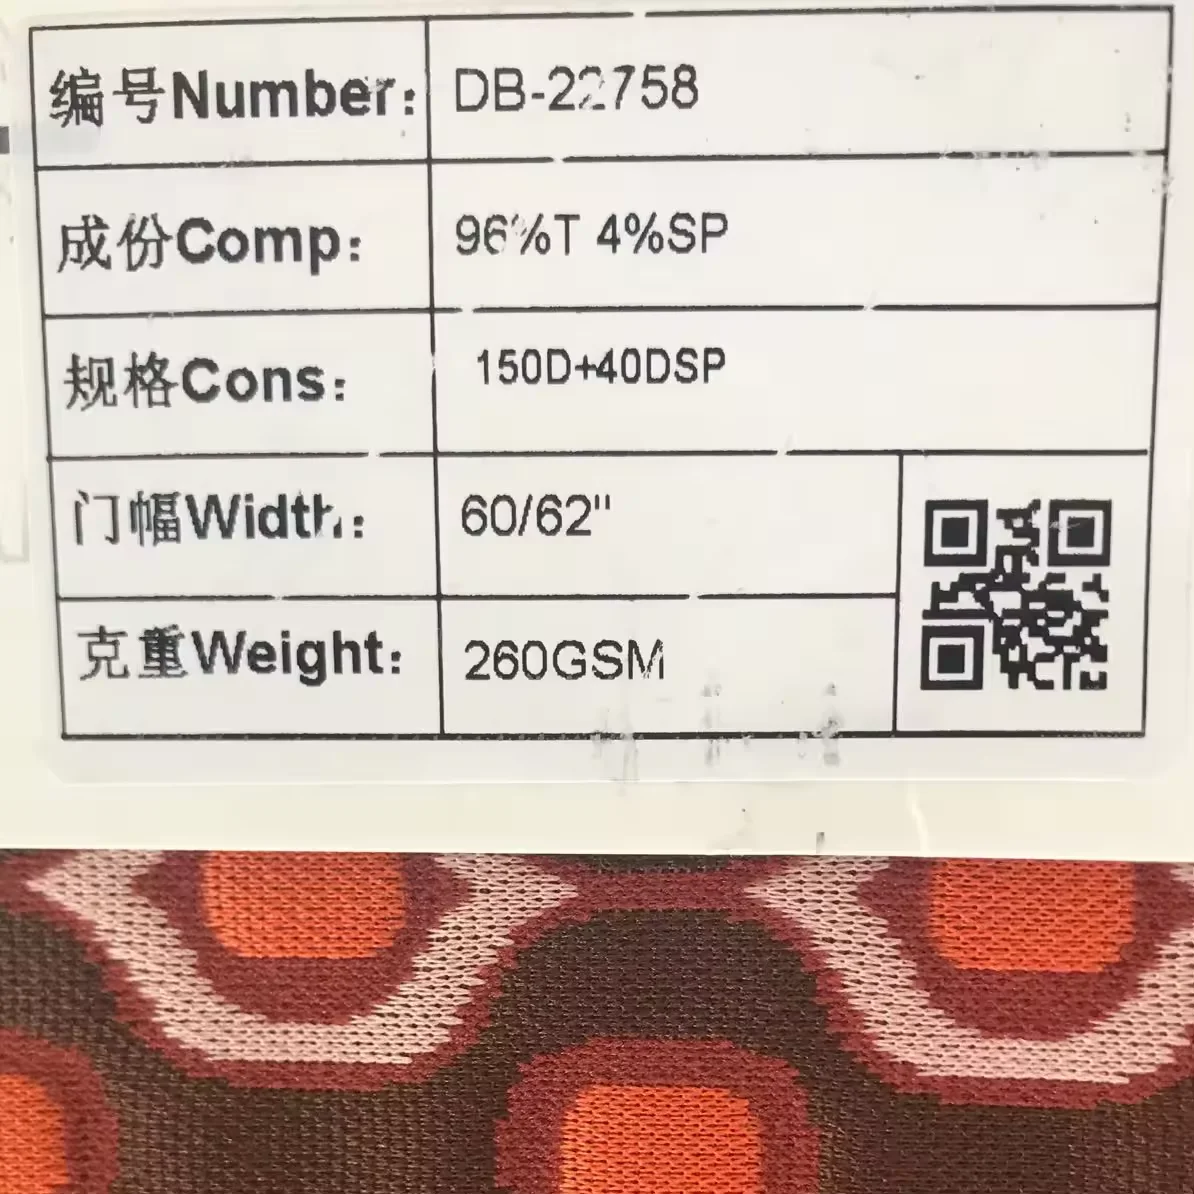 编号Number: DB-22758
成份Comp: 96%T 4%SP
规格Cons: 150D+40DSP
门幅Width: 60/62"
克重Weight: 260GSM